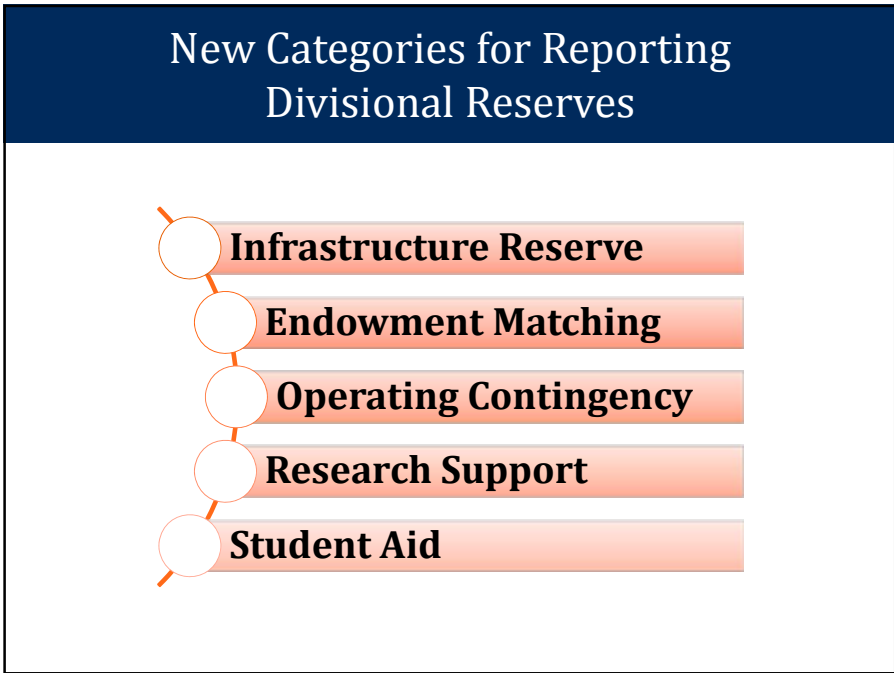 New Categories for Reporting
Divisional Reserves
Infrastructure Reserve
Endowment Matching
Operating Contingency
Research Support
Student Aid